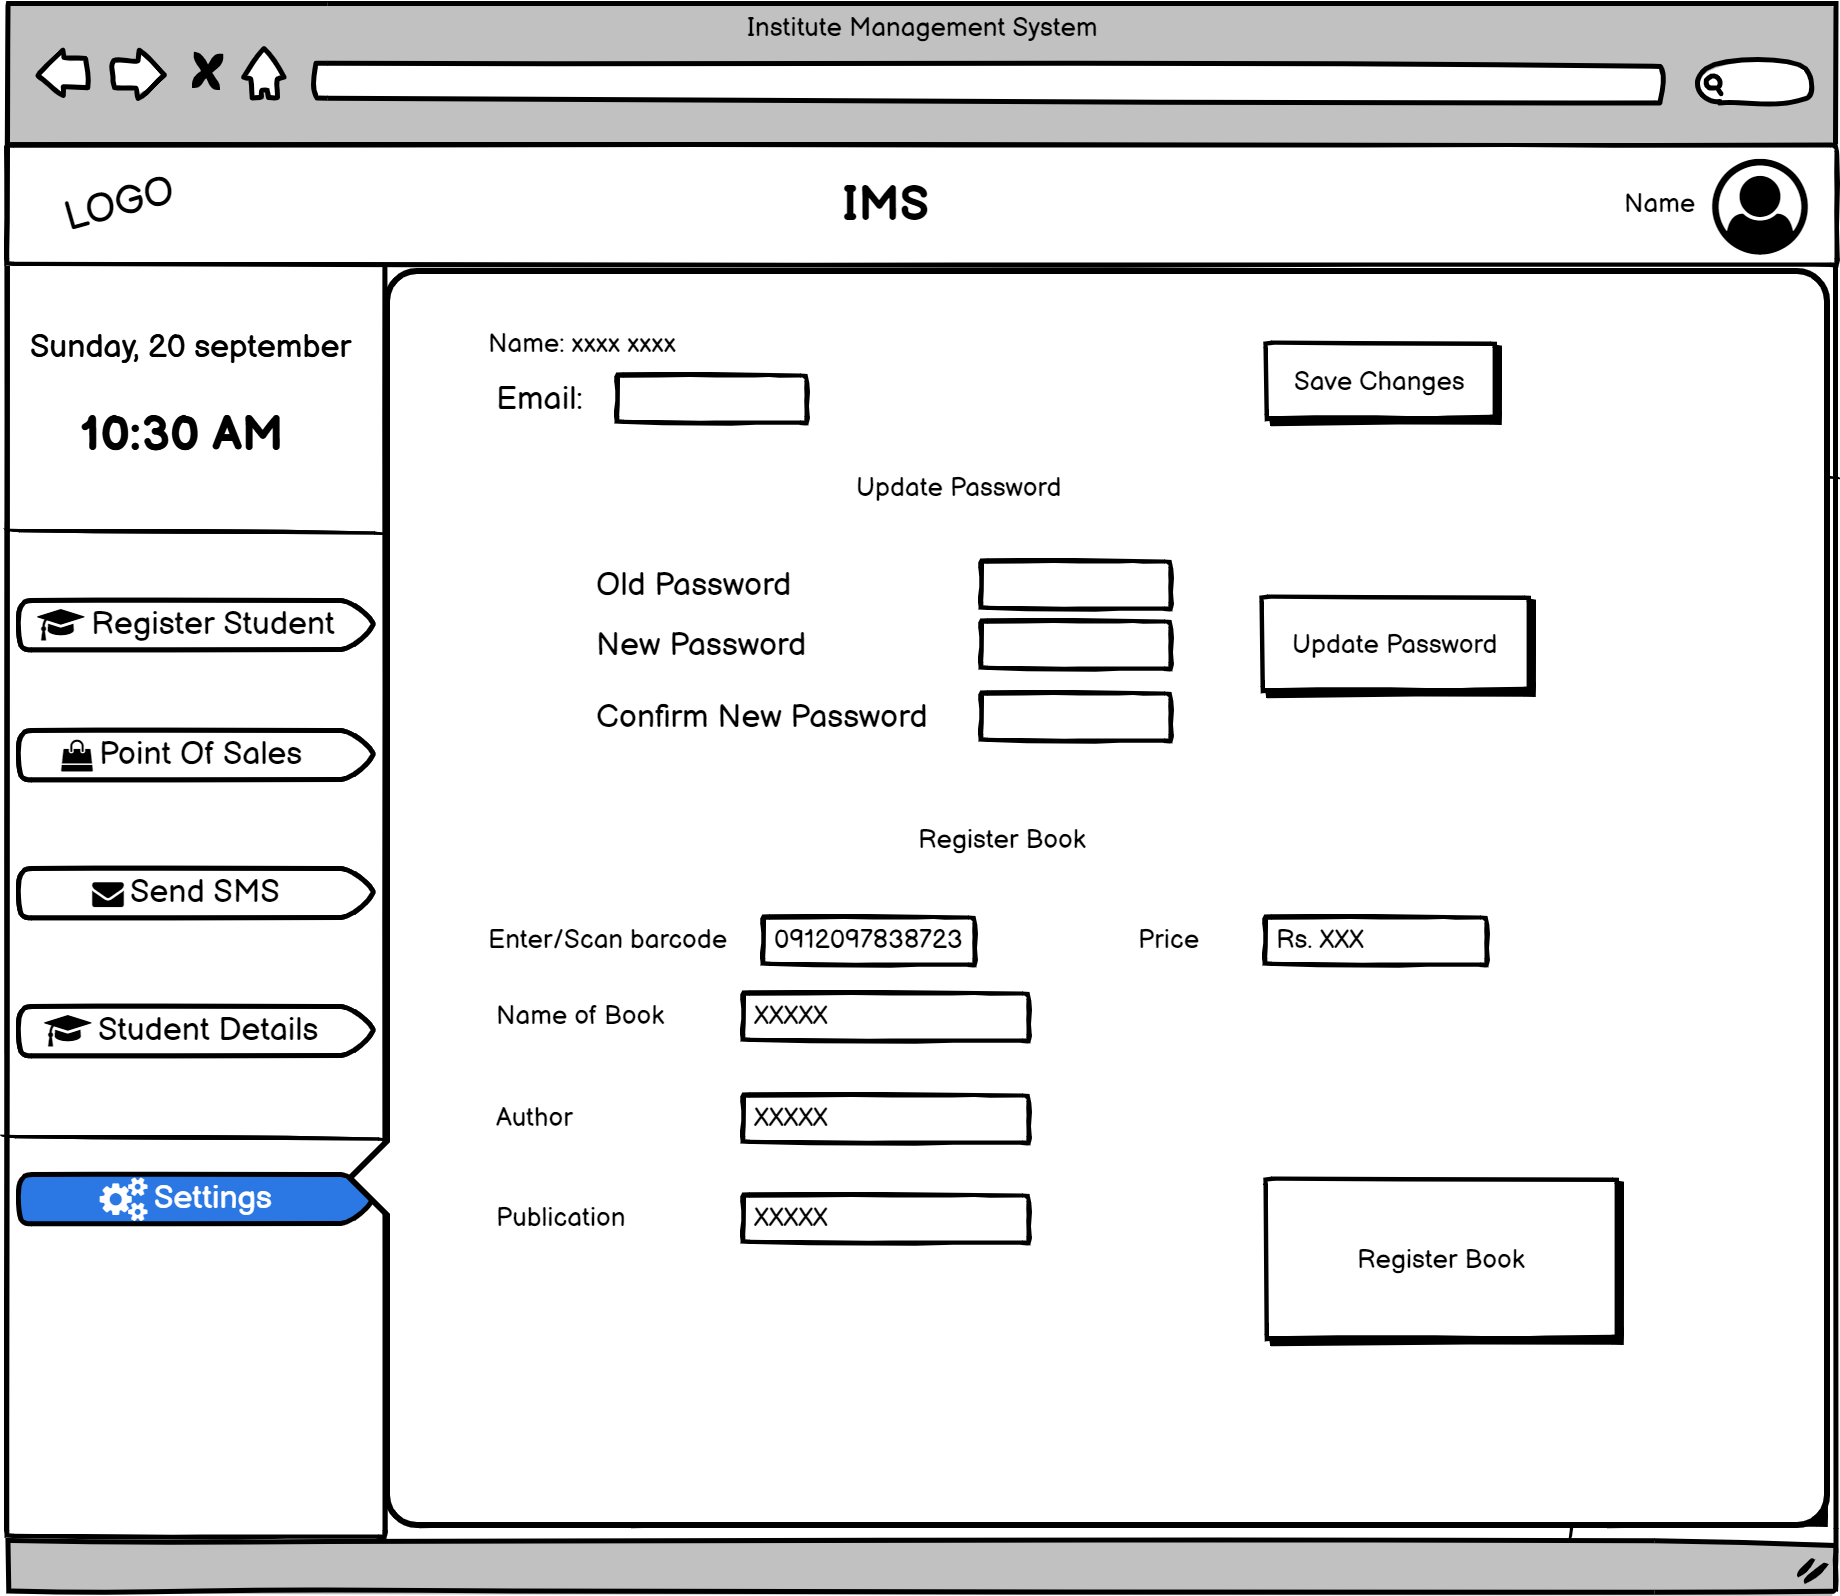 Institute Management System
LOGO
IMS
Name
Sunday, 20 september
10:30 AM
Register Student
Point Of Sales
Send SMS
Student Details
Settings
Name: xxxx xxxx
Save Changes
Email:
Update Password
Old Password
New Password
Update Password
Confirm New Password
Register Book
Enter/Scan barcode
0912097838723
Price
Rs. XXX
Name of Book
XXXXX
Author
XXXXX
Publication
XXXXX
Register Book